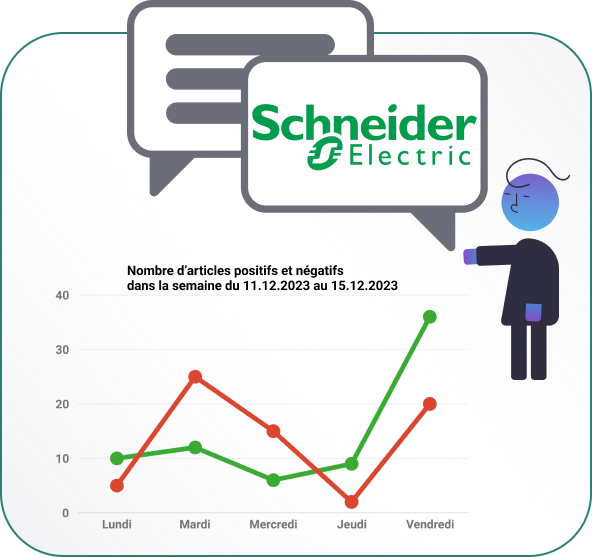 Schneider
Electric
Nombre d'articles positifs et négatifs
dans la semaine du 11.12.2023 au 15.12.2023
40
30
20
10
0
Lundi Mardi Mercredi Jeudi Vendredi